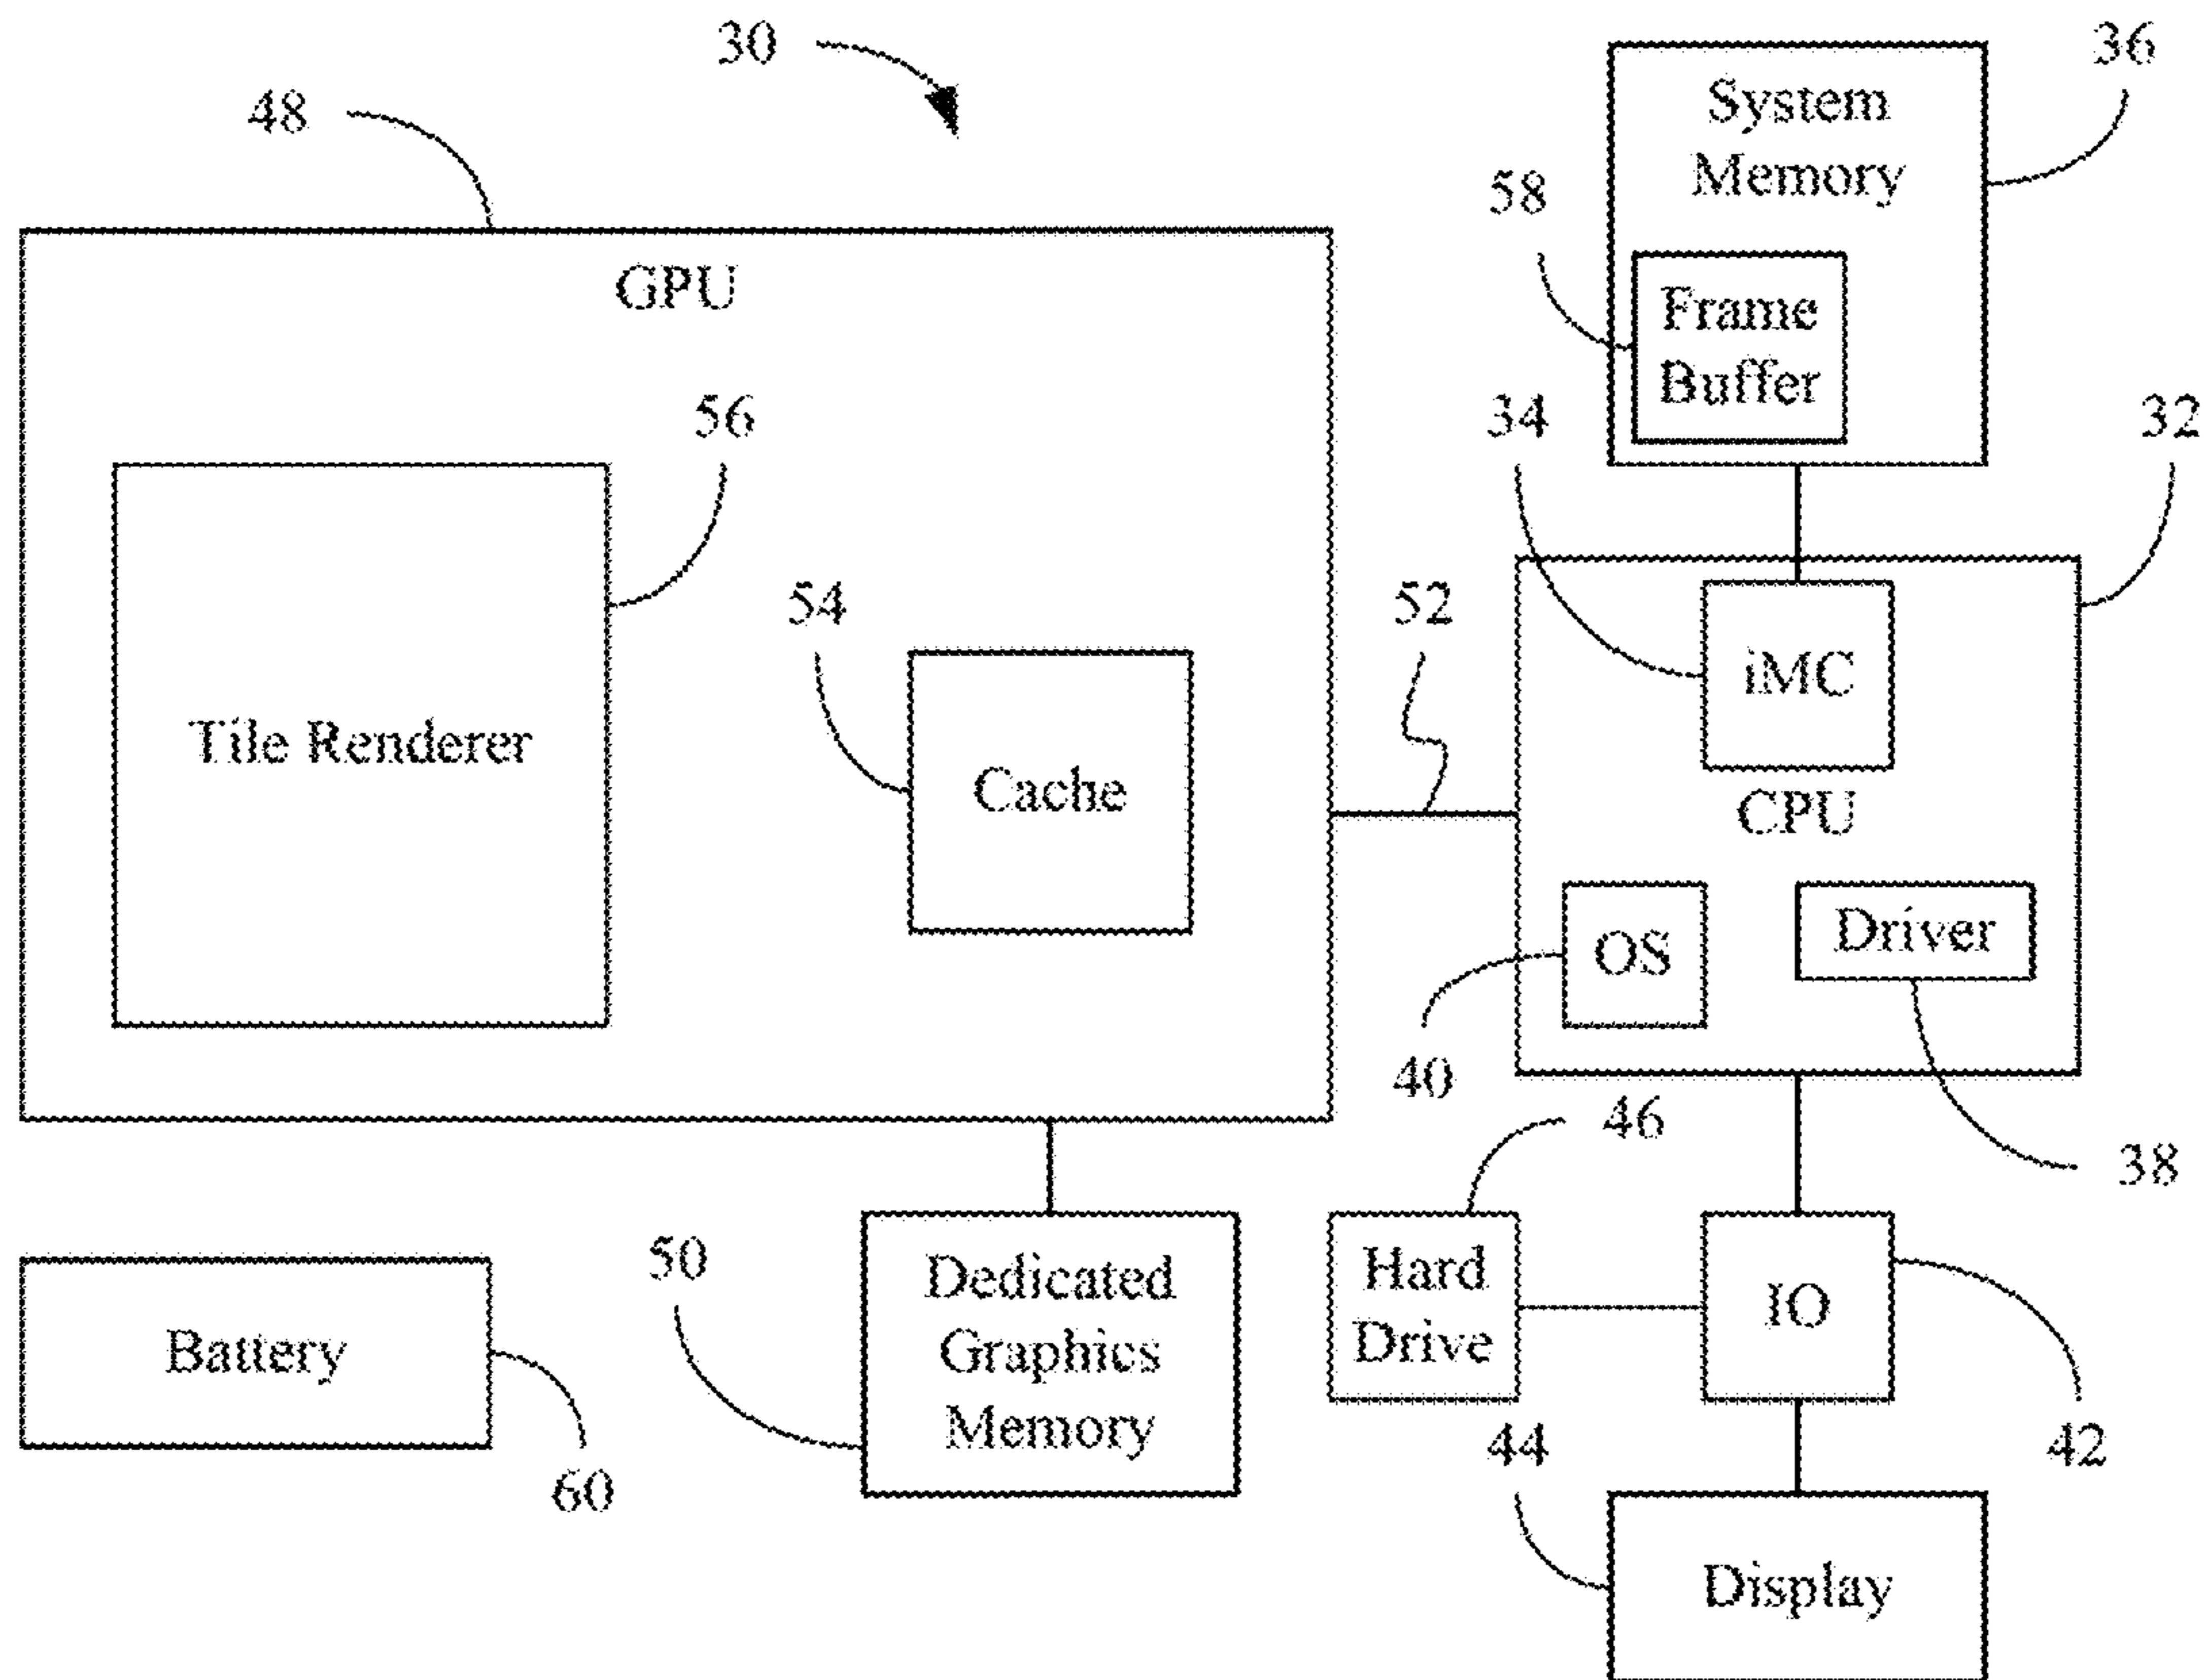 30
48
36
System
Memory
58
Frame
Buffer
GPU
56
34
32
54
52
iMC
Tile Renderer
Cache
CPU
OS
Driver
40
46
38
50
Dedicated
Graphics
Memory
Hard
Drive
IO
Battery
60
44
42
Display